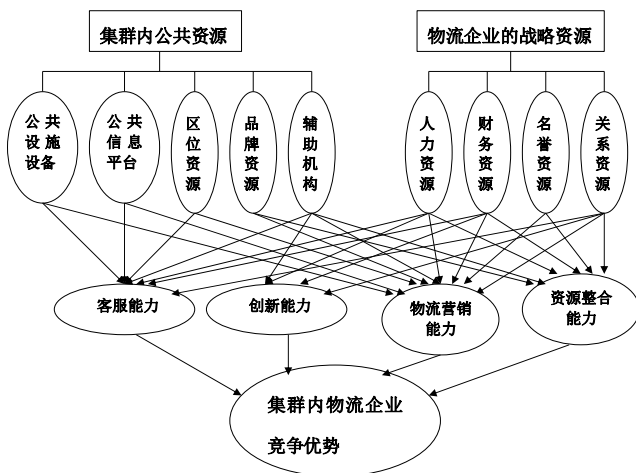 集群内公共资源
物流企业的战略资源
公共
设施
设备
公共
信息
平台
区位资源
品牌资源
辅助机构
人力资源
财务资源
名誉资源
关系资源
客服能力
创新能力
物流营销
能力
资源整合
能力
集群内物流企业
竞争优势